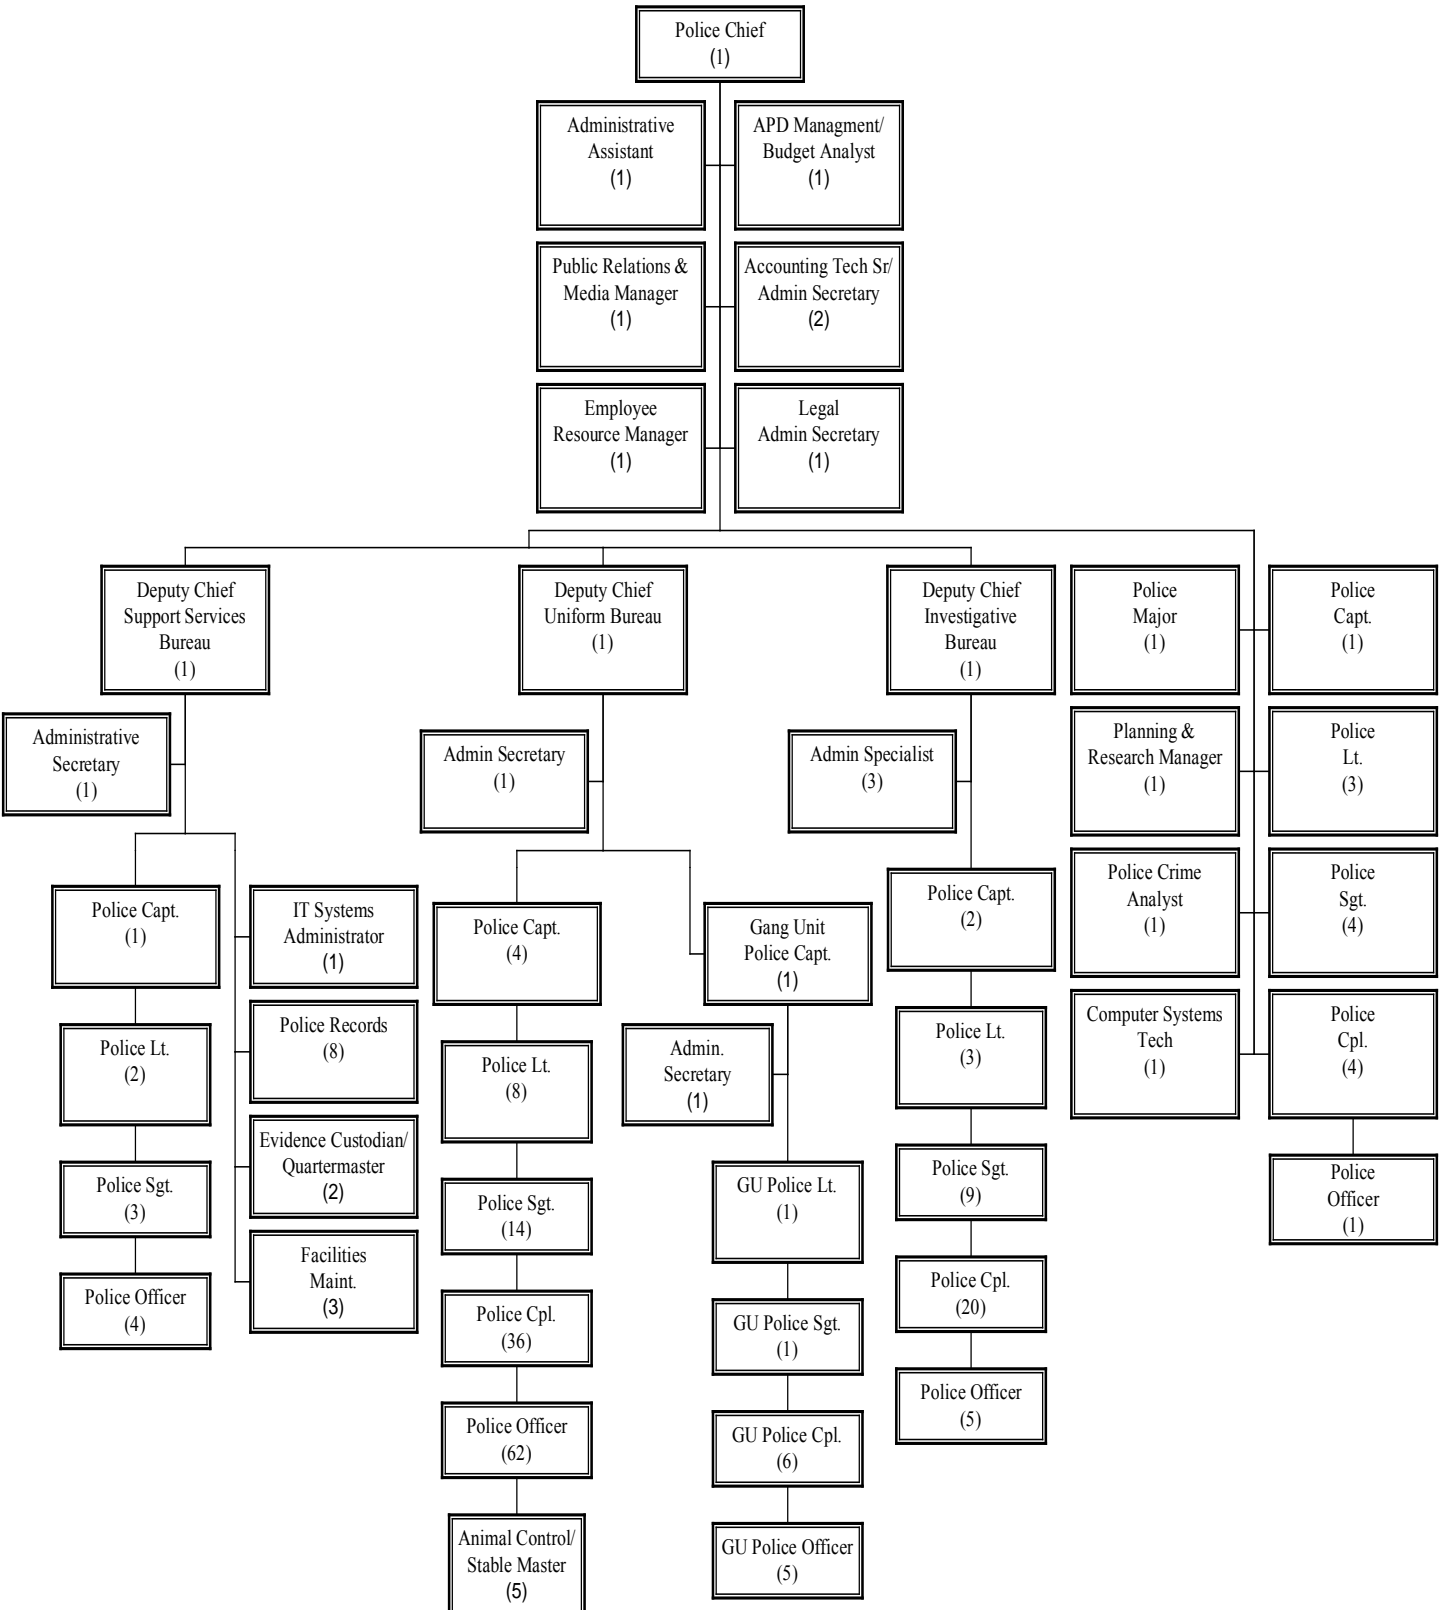 Police Chief
(1)
Administrative
Assistant
(1)
APD Managment/
Budget Analyst
(1)
Public Relations &
Media Manager
(1)
Accounting Tech Sr/
Admin Secretary
(2)
Employee
Resource Manager
(1)
Legal
Admin Secretary
(1)
Deputy Chief
Support Services
Bureau
(1)
Deputy Chief
Uniform Bureau
(1)
Deputy Chief
Investigative
Bureau
(1)
Police
Major
(1)
Police
Capt.
(1)
Administrative
Secretary
(1)
Admin Secretary
(1)
Admin Specialist
(3)
Planning &
Research Manager
(1)
Police
Lt.
(3)
Police Capt.
(1)
IT Systems
Administrator
(1)
Police Capt.
(4)
Gang Unit
Police Capt.
(1)
Police Capt.
(2)
Police Crime
Analyst
(1)
Police
Sgt.
(4)
Police Lt.
(2)
Police Records
(8)
Police Lt.
(8)
Admin.
Secretary
(1)
Police Lt.
(3)
Computer Systems
Tech
(1)
Police
Cpl.
(4)
Police Sgt.
(3)
Evidence Custodian/
Quartermaster
(2)
Police Sgt.
(14)
GU Police Lt.
(1)
Police Sgt.
(9)
Police
Officer
(1)
Police Officer
(4)
Facilities
Maint.
(3)
Police Cpl.
(36)
GU Police Sgt.
(1)
Police Cpl.
(20)
Police Officer
(62)
GU Police Cpl.
(6)
Police Officer
(5)
Animal Control/
Stable Master
(5)
GU Police Officer
(5)